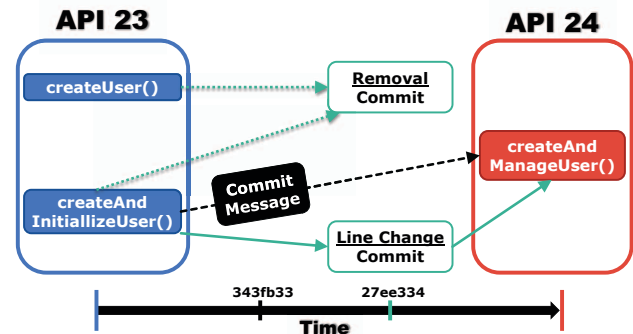 API 23
API 24
createUser()
Removal
Commit
createAnd
ManageUser()
Commit
Message
createAnd
InitiallizeUser()
Line Change
Commit
343fb33
27ee334
Time